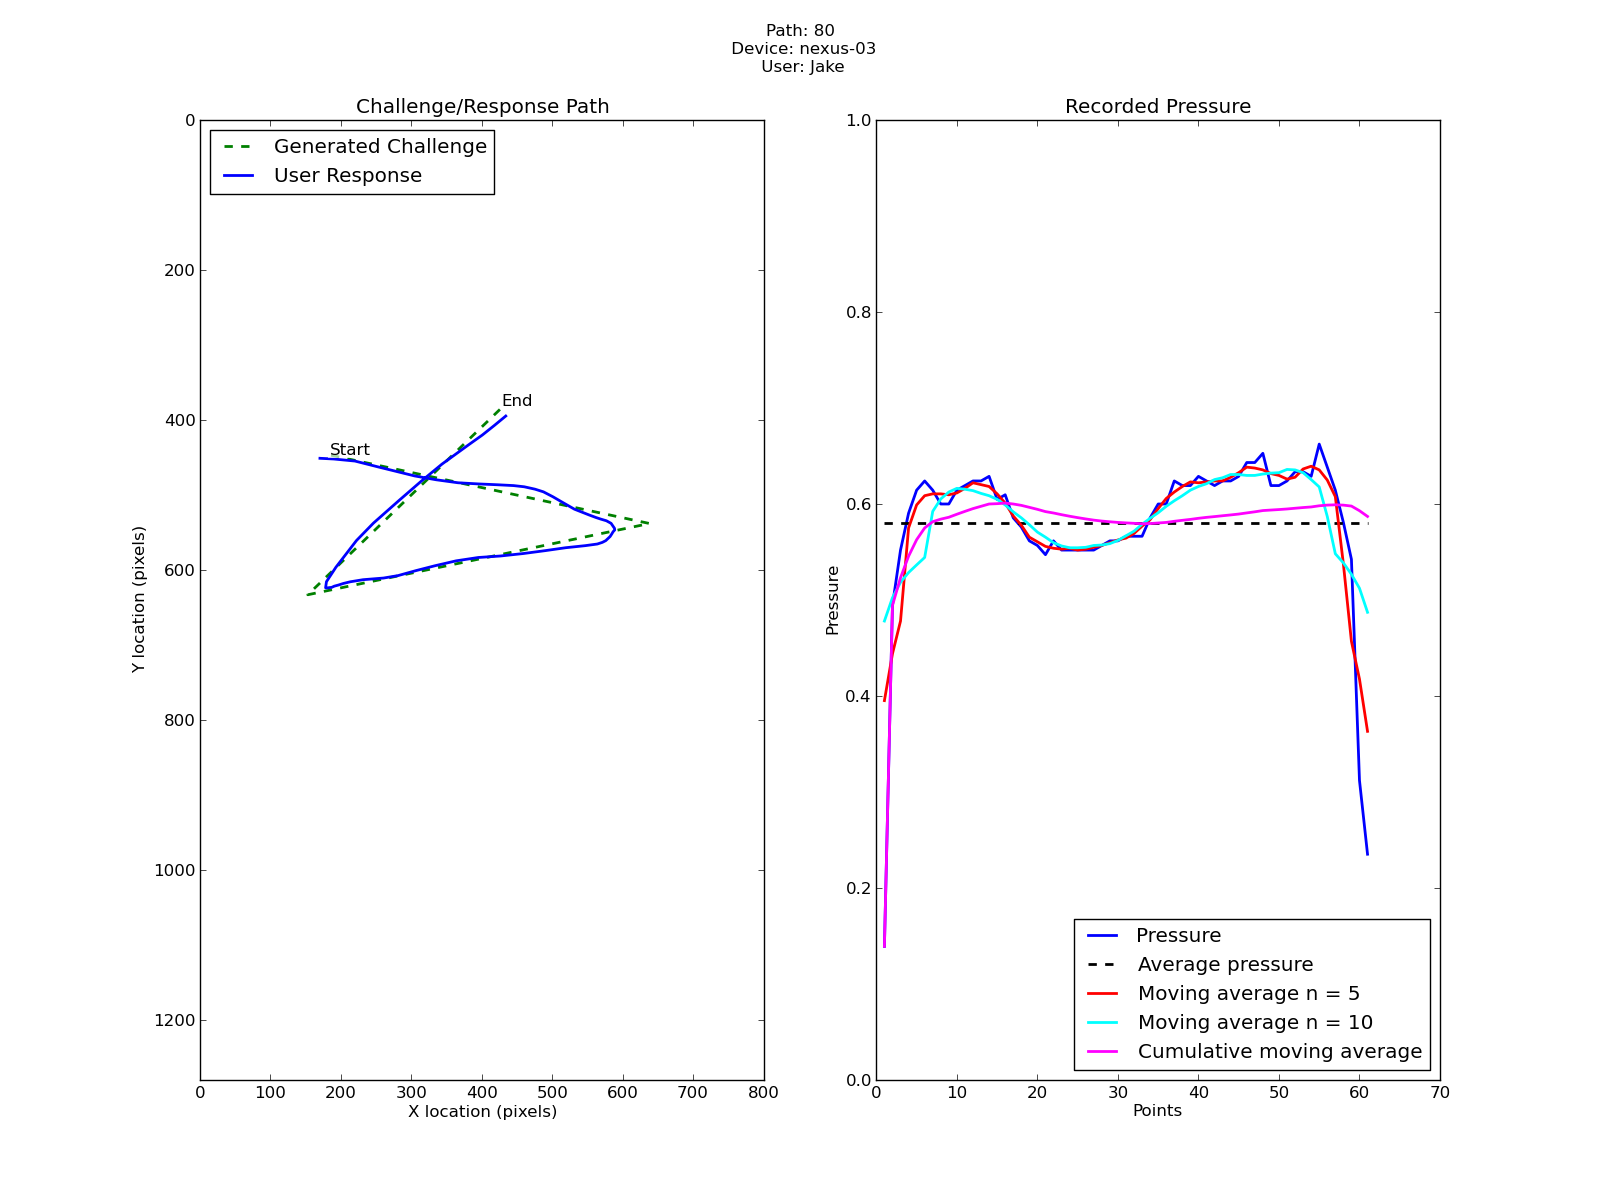 Path: 80
Device: nexus-03
User: Jake
Challenge/Response Path
Generated Challenge
User Response
0
200
400
600
800
1000
1200
Y location (pixels)
Start
End
0 100 200 300 400 500 600 700 800
X location (pixels)
Recorded Pressure
1.0
0.8
0.6
0.4
0.2
0.0
Pressure
Pressure
Average pressure
Moving average n = 5
Moving average n = 10
Cumulative moving average
0 10 20 30 40 50 60 70
Points